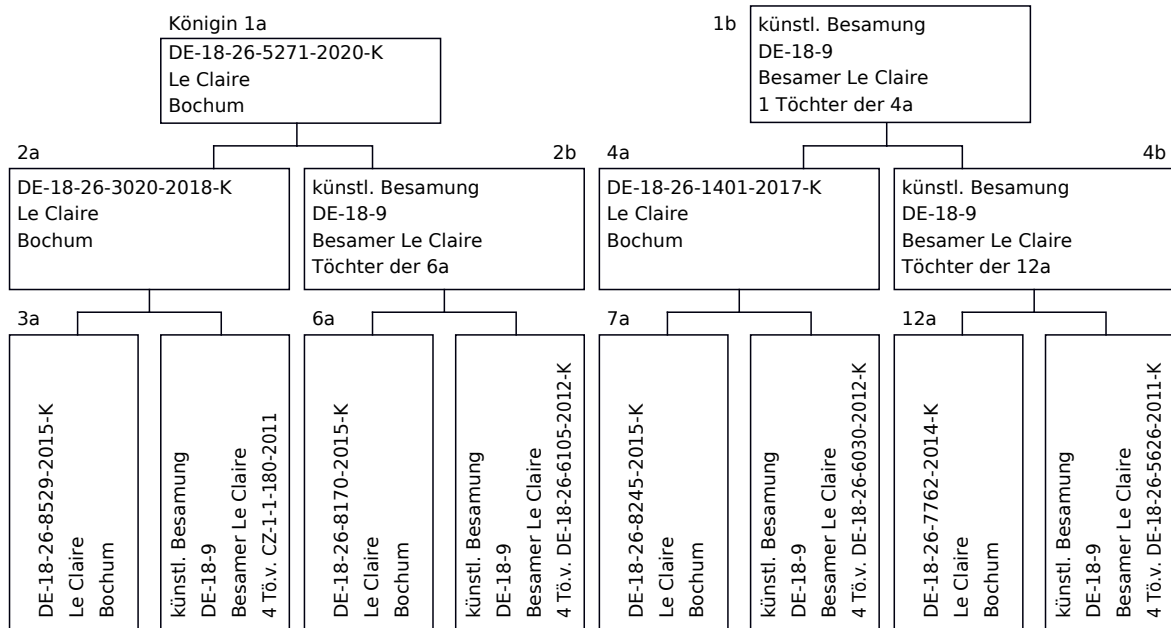 Königin 1a
DE-18-26-5271-2020-K
Le Claire
Bochum
1b
künstl. Besamung
DE-18-9
Besamer Le Claire
1 Töchter der 4a
2a
DE-18-26-3020-2018-K
Le Claire
Bochum
2b
künstl. Besamung
DE-18-9
Besamer Le Claire
Töchter der 6a
4a
DE-18-26-1401-2017-K
Le Claire
Bochum
4b
künstl. Besamung
DE-18-9
Besamer Le Claire
Töchter der 12a
3a
DE-18-26-8529-2015-K
Le Claire
Bochum
künstl. Besamung
DE-18-9
Besamer Le Claire
4 Tö.v. CZ-1-1-180-2011
6a
DE-18-26-8170-2015-K
Le Claire
Bochum
künstl. Besamung
DE-18-9
Besamer Le Claire
4 Tö.v. DE-18-26-6105-2012-K
7a
DE-18-26-8245-2015-K
Le Claire
Bochum
künstl. Besamung
DE-18-9
Besamer Le Claire
4 Tö.v. DE-18-26-6030-2012-K
12a
DE-18-26-7762-2014-K
Le Claire
Bochum
künstl. Besamung
DE-18-9
Besamer Le Claire
4 Tö.v. DE-18-26-5626-2011-K